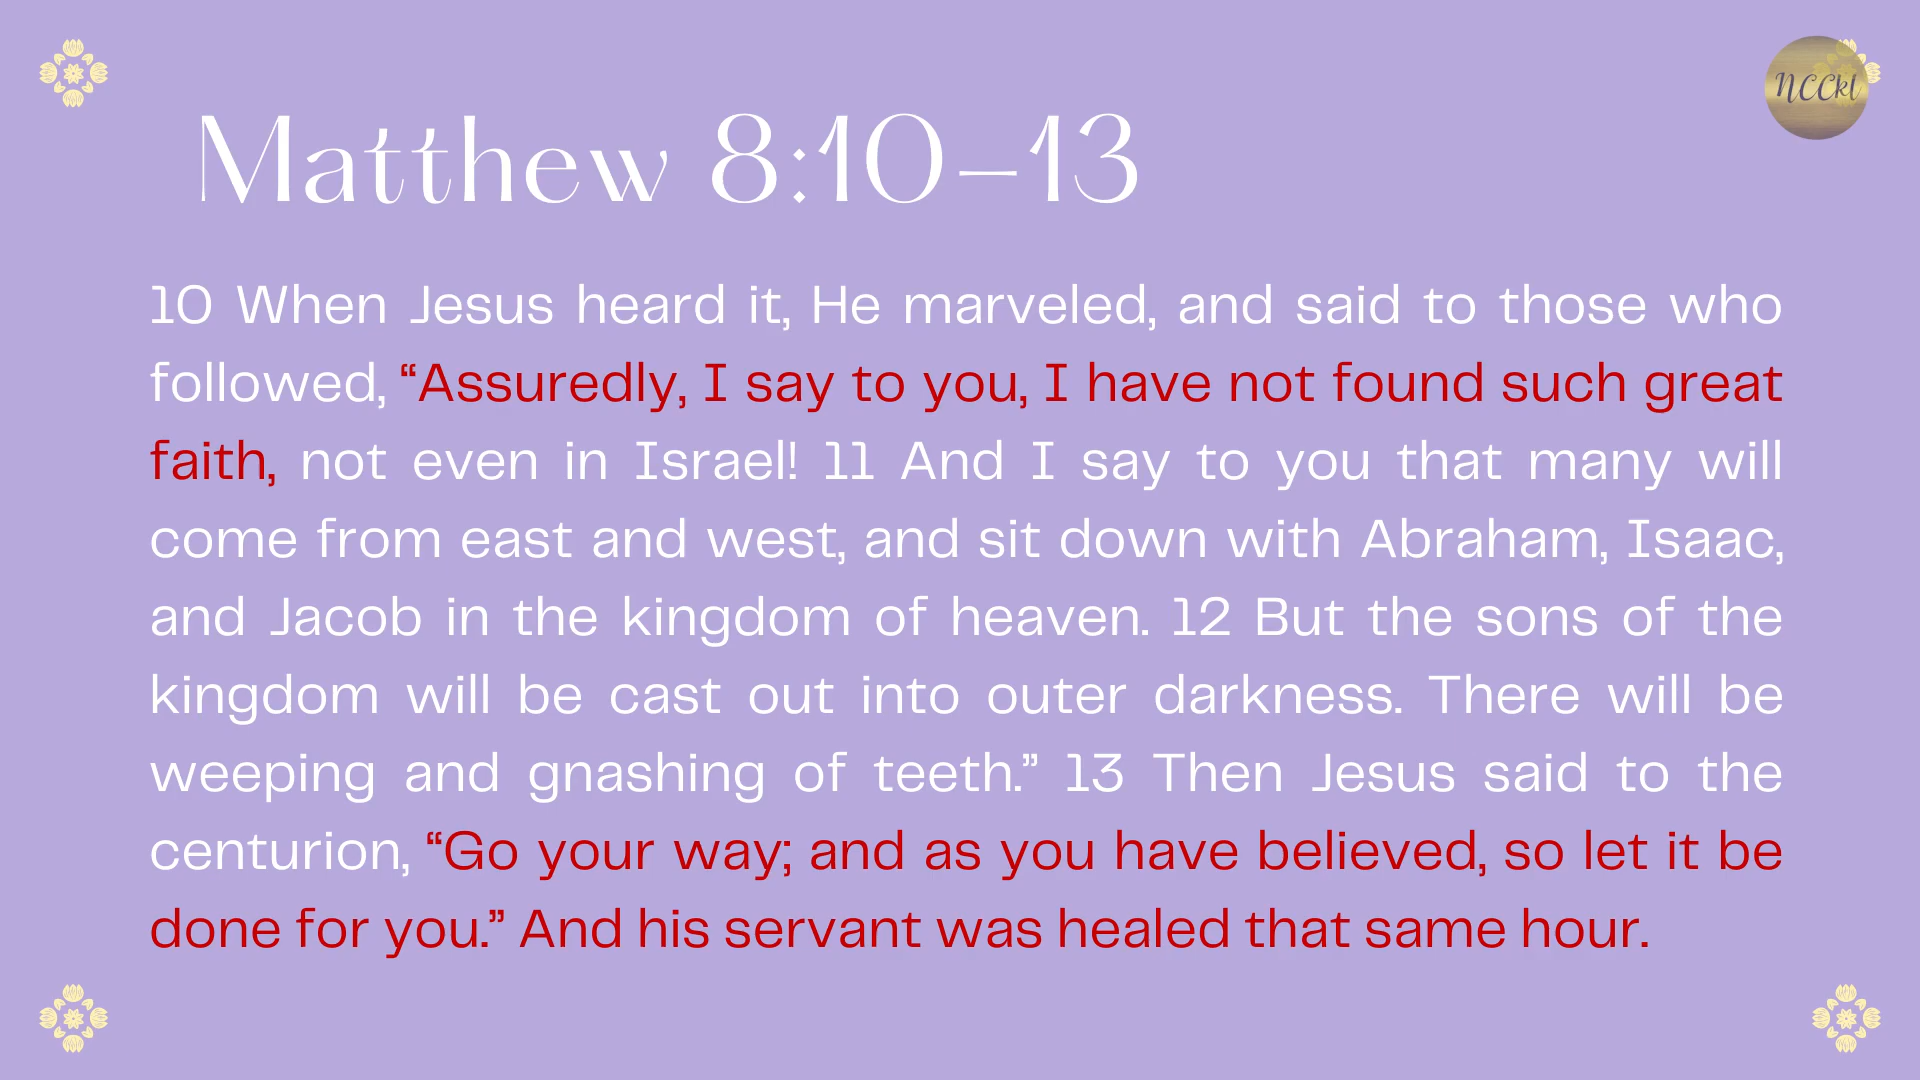 NCCkl
Matthew 8:10–13
10 When Jesus heard it, He marveled, and said to those who
followed, “Assuredly, I say to you, I have not found such great
faith, not even in Israel! 11 And I say to you that many will
come from east and west, and sit down with Abraham, Isaac,
and Jacob in the kingdom of heaven. 12 But the sons of the
kingdom will be cast out into outer darkness. There will be
weeping and gnashing of teeth.” 13 Then Jesus said to the
centurion, “Go your way; and as you have believed, so let it be
done for you.” And his servant was healed that same hour.